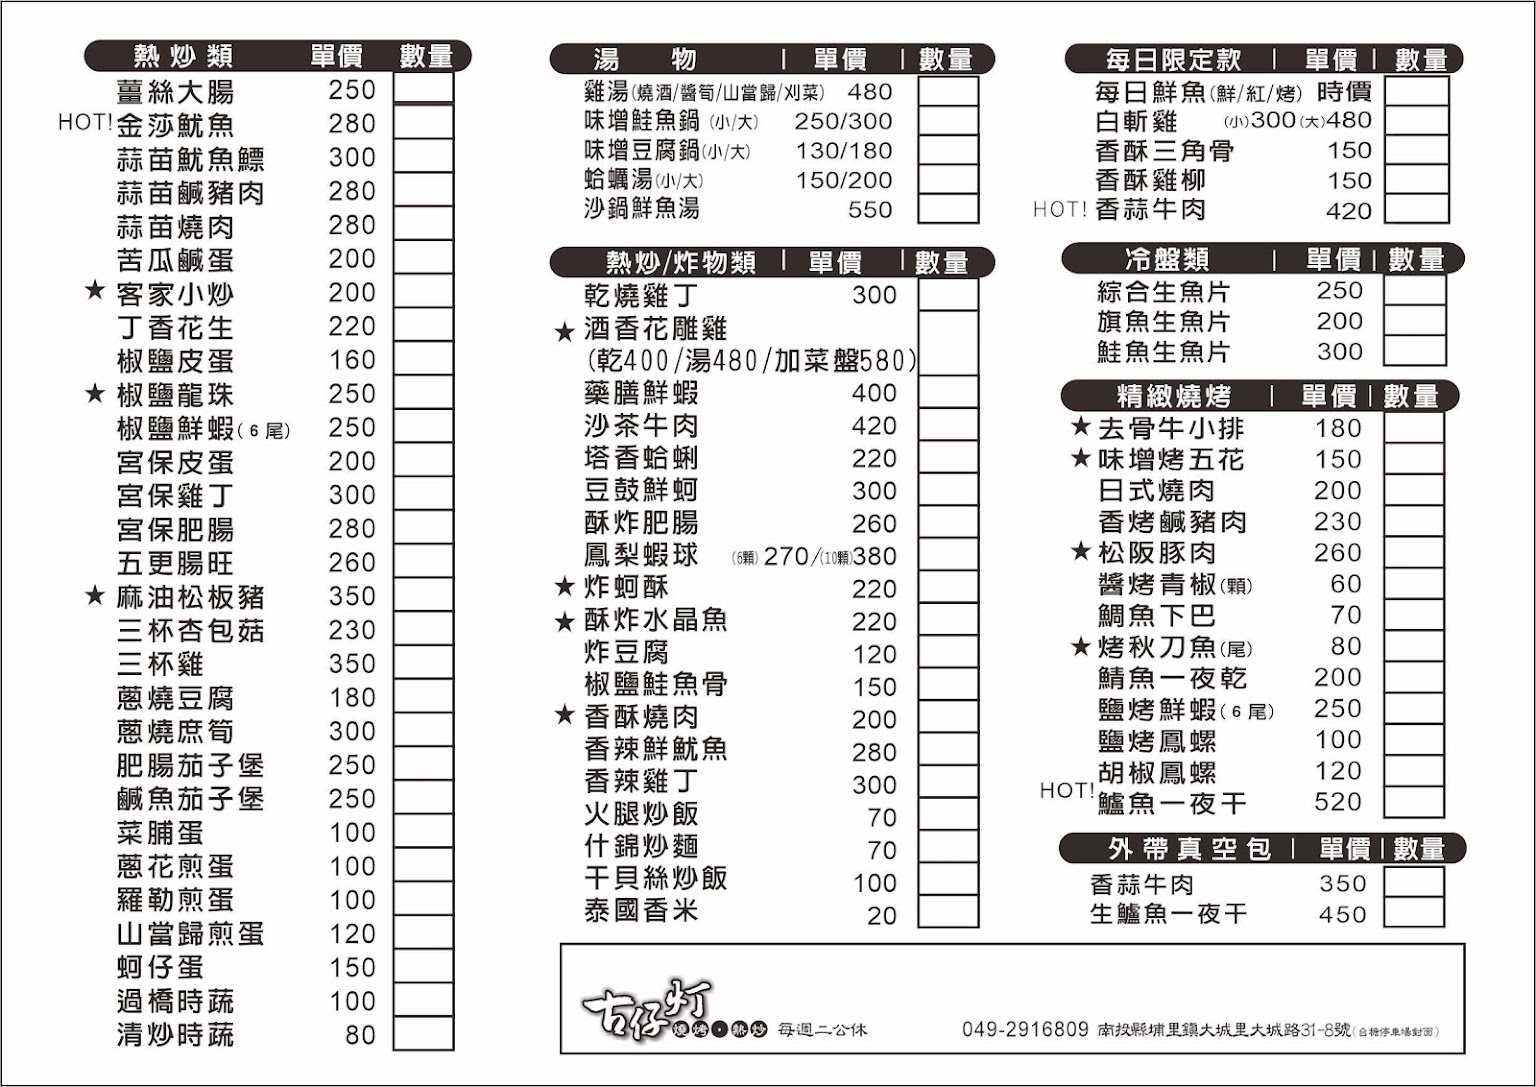 熱炒類 單價 數量
薑絲大腸 250
HOT! 金莎魷魚 280
蒜苗魷魚鰾 300
蒜苗鹹豬肉 280
蒜苗燒肉 280
苦瓜鹹蛋 200
★ 客家小炒 200
丁香花生 220
椒鹽皮蛋 160
★ 椒鹽龍珠 250
椒鹽鮮蝦(6尾) 250
宮保皮蛋 200
宮保雞丁 300
宮保肥腸 280
五更腸旺 260
★ 麻油松板豬 350
三杯杏包菇 230
三杯雞 350
蔥燒豆腐 180
蔥燒庶筍 300
肥腸茄子堡 250
鹹魚茄子堡 250
菜脯蛋 100
蔥花煎蛋 100
羅勒煎蛋 100
山當歸煎蛋 120
蚵仔蛋 150
過橋時蔬 100
清炒時蔬 80
湯 物 | 單價 | 數量
雞湯(燒酒/醬筍/山當歸/刈菜) 480
味增鮭魚鍋(小/大) 250/300
味增豆腐鍋(小/大) 130/180
蛤蠣湯(小/大) 150/200
沙鍋鮮魚湯 550
熱炒/炸物類 | 單價 | 數量
乾燒雞丁 300
★ 酒香花雕雞
(乾400/湯480/加菜盤580)
藥膳鮮蝦 400
沙茶牛肉 420
塔香蛤蜊 220
豆鼓鮮蚵 300
酥炸肥腸 260
鳳梨蝦球 (6顆)270/(10顆)380
★ 炸蚵酥 220
★ 酥炸水晶魚 220
炸豆腐 120
椒鹽鮭魚骨 150
★ 香酥燒肉 200
香辣鮮魷魚 280
香辣雞丁 300
火腿炒飯 70
什錦炒麵 70
干貝絲炒飯 100
泰國香米 20
每日限定款 | 單價 | 數量
每日鮮魚(鮮/紅/烤) 時價
白斬雞 (小)300(大)480
香酥三角骨 150
香酥雞柳 150
HOT! 香蒜牛肉 420
冷盤類 | 單價 | 數量
綜合生魚片 250
旗魚生魚片 200
鮭魚生魚片 300
精緻燒烤 | 單價 | 數量
★ 去骨牛小排 180
★ 味增烤五花 150
日式燒肉 200
香烤鹹豬肉 230
★ 松阪豚肉 260
醬烤青椒(顆) 60
鯛魚下巴 70
★ 烤秋刀魚(尾) 80
鯖魚一夜乾 200
鹽烤鮮蝦(6尾) 250
鹽烤鳳螺 100
胡椒鳳螺 120
HOT! 鱸魚一夜干 520
外帶真空包 | 單價 | 數量
香蒜牛肉 350
生鱸魚一夜干 450
古仔灯
燒烤・熱炒 每週二公休 049-2916809 南投縣埔里鎮大城里大城路31-8號(台糖停車場對面)